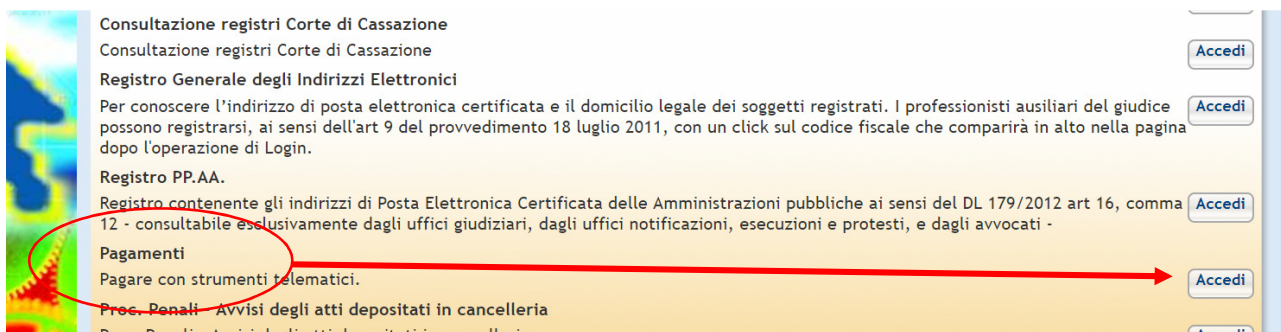 Consultazione registri Corte di Cassazione
Consultazione registri Corte di Cassazione
Accedi
Registro Generale degli Indirizzi Elettronici
Per conoscere l'indirizzo di posta elettronica certificata e il domicilio legale dei soggetti registrati. I professionisti ausiliari del giudice
Accedi
possono registrarsi, ai sensi dell'art 9 del provvedimento 18 luglio 2011, con un click sul codice fiscale che comparirà in alto nella pagina
dopo l'operazione di Login.
Registro PP.AA.
Registro contenente gli indirizzi di Posta Elettronica Certificata delle Amministrazioni pubbliche ai sensi del DL 179/2012 art 16, comma
Accedi
12 - consultabile esclusivamente dagli uffici giudiziari, dagli uffici notificazioni, esecuzioni e protesti, e dagli avvocati -
Pagamenti
Pagare con strumenti telematici.
Accedi
Proc. Penali - Avvisi degli atti depositati in cancelleria